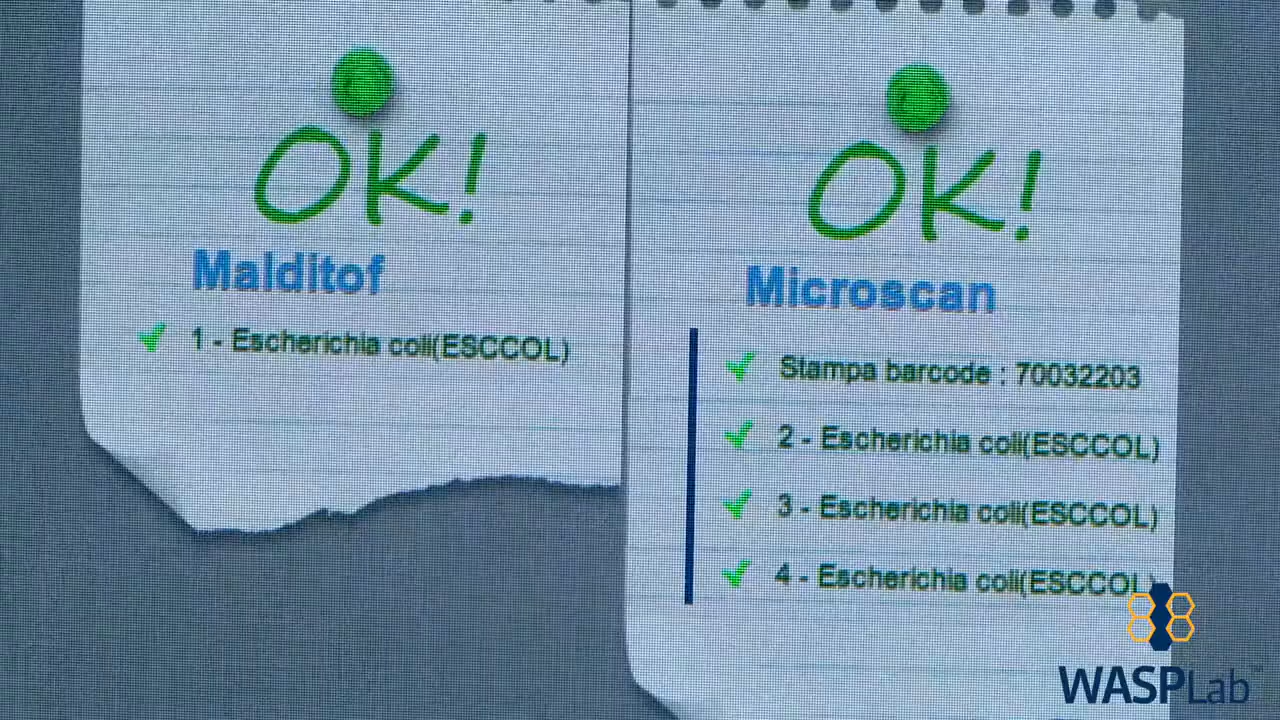 OK!
Malditof
1 - Escherichia coli(ESCCOL)
OK!
Microscan
Stampa barcode : 70032203
2 - Escherichia coli(ESCCOL)
3 - Escherichia coli(ESCCOL)
4 - Escherichia coli(ESCCOL)
WASPLab™